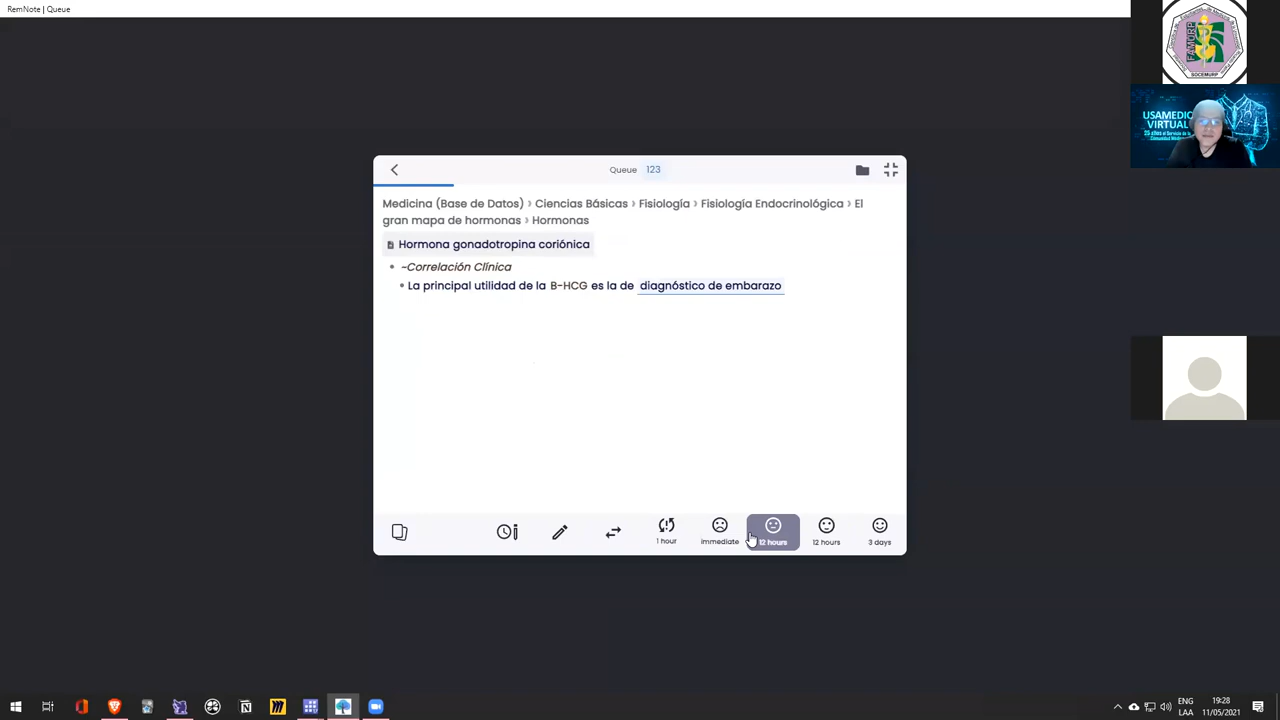 RemNote | Queue
FAMURP
SOCEMURP
USAMEDIC
VIRTUAL
Queue 123
Medicina (Base de Datos) › Ciencias Básicas › Fisiología › Fisiología Endocrinológica › El
gran mapa de hormonas › Hormonas
Hormona gonadotropina coriónica
-Correlación Clínica
La principal utilidad de la B-HCG es la de diagnóstico de embarazo
1 hour
immediate
12 hours
12 hours
3 days
ENG
LAA
19:28
11/05/2021